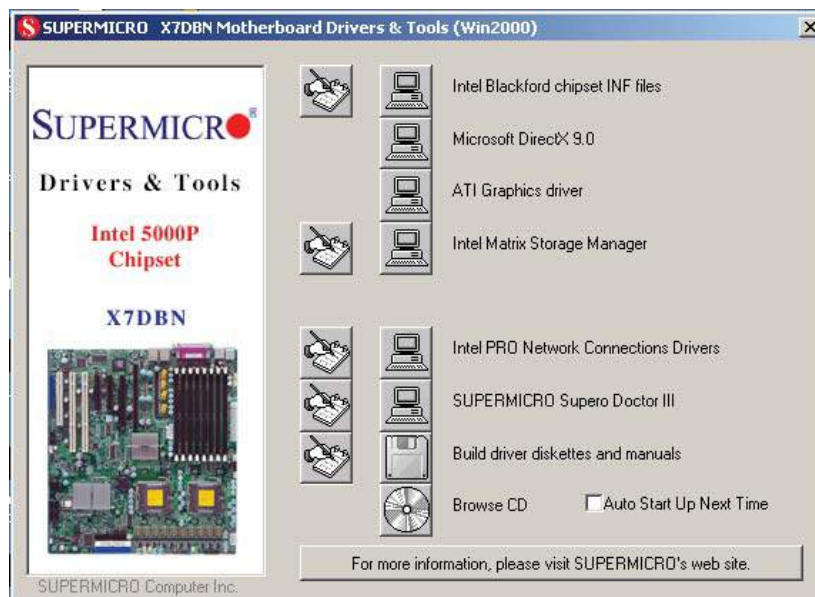 SUPERMICRO X7DBN Motherboard Drivers & Tools (Win2000)
SUPERMICRO®
Drivers & Tools
Intel 5000P
Chipset
X7DBN
SUPERMICRO Computer Inc.
Intel Blackford chipset INF files
Microsoft DirectX 9.0
ATI Graphics driver
Intel Matrix Storage Manager
Intel PRO Network Connections Drivers
SUPERMICRO Supero Doctor III
Build driver diskettes and manuals
Browse CD
Auto Start Up Next Time
For more information, please visit SUPERMICRO's web site.